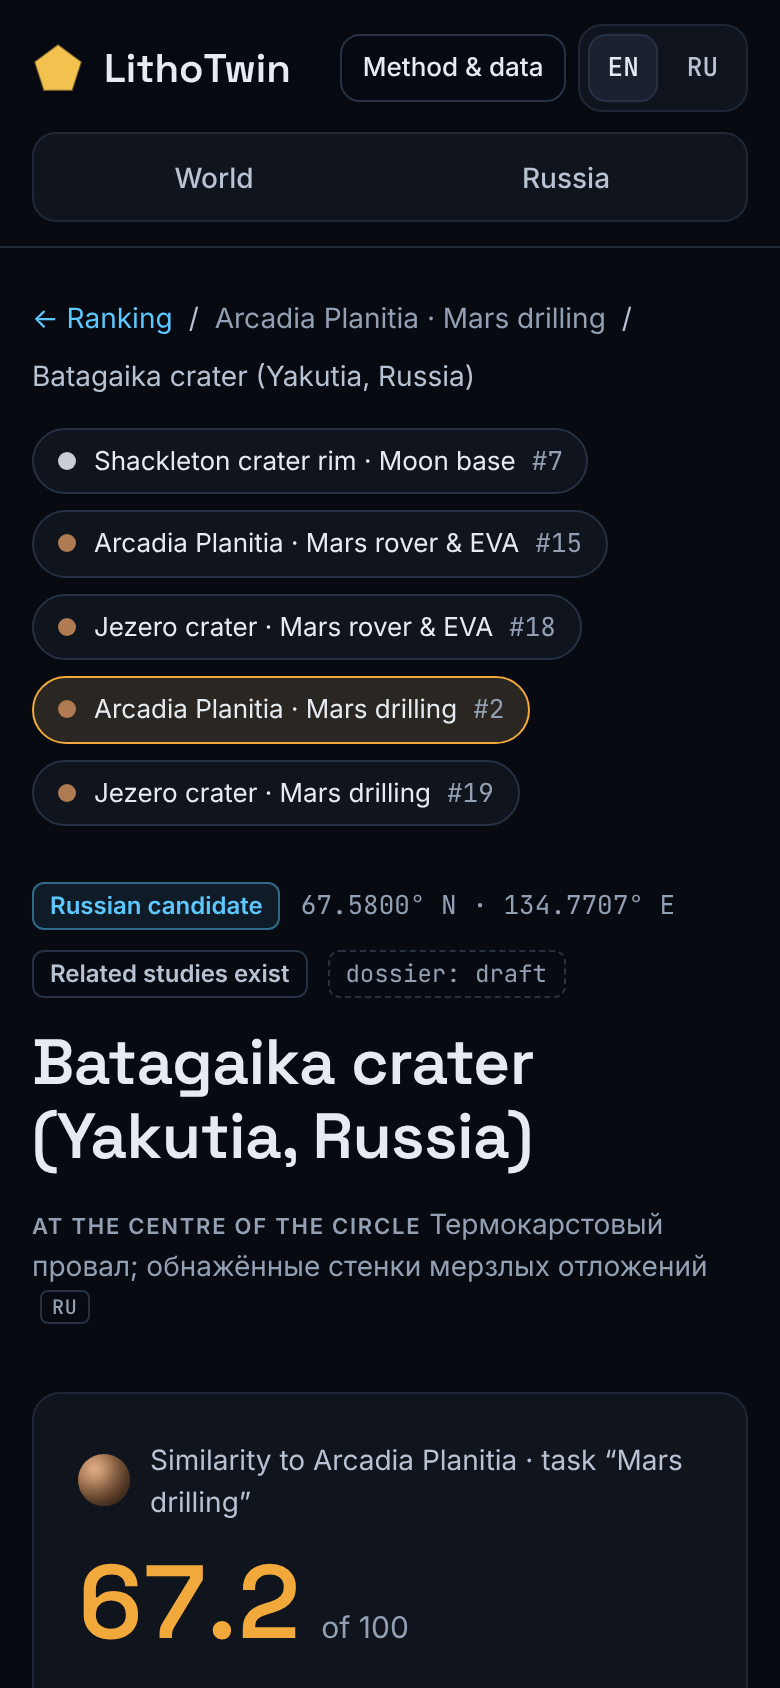 LithoTwin
Method & data
EN RU
World Russia
← Ranking / Arcadia Planitia · Mars drilling /
Batagaika crater (Yakutia, Russia)
Shackleton crater rim · Moon base #7
Arcadia Planitia · Mars rover & EVA #15
Jezero crater · Mars rover & EVA #18
Arcadia Planitia · Mars drilling #2
Jezero crater · Mars drilling #19
Russian candidate 67.5800° N · 134.7707° E
Related studies exist dossier: draft
Batagaika crater
(Yakutia, Russia)
AT THE CENTRE OF THE CIRCLE Термокарстовый
провал; обнажённые стенки мерзлых отложений
RU
Similarity to Arcadia Planitia · task “Mars
drilling”
67.2 of 100